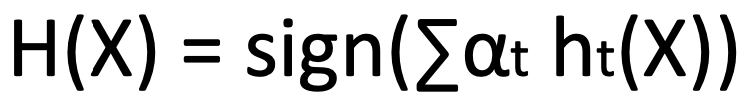 H(X) = sign(∑αt ht(X))